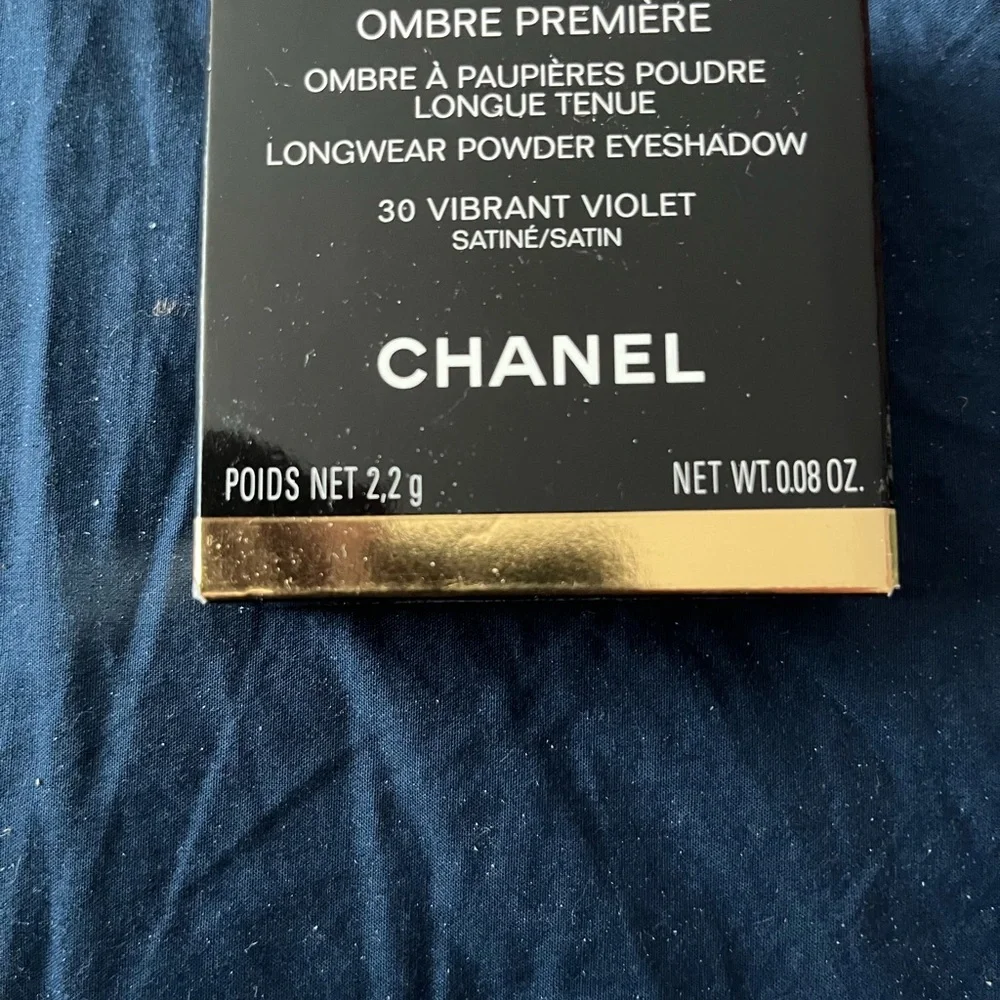 OMBRE PREMIÈRE
OMBRE À PAUPIÈRES POUDRE
LONGUE TENUE
LONGWEAR POWDER EYESHADOW
30 VIBRANT VIOLET
SATINÉ/SATIN
CHANEL
POIDS NET 2,2 g NET WT. 0.08 OZ.